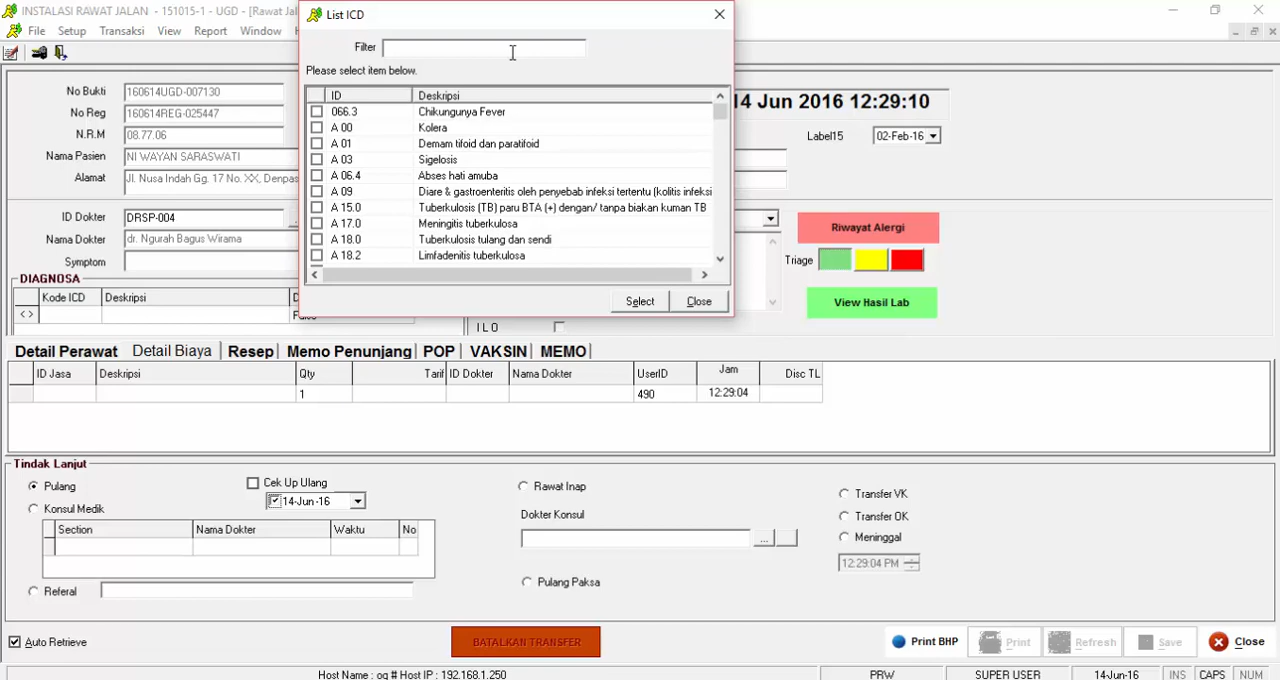 INSTALASI RAWAT JALAN - 151015-1 - UGD - [Rawat Jala
List ICD
File Setup Transaksi View Report Window
Filter
Please select item below.
ID Deskripsi
066.3 Chikungunya Fever
A 00 Kolera
A 01 Demam tifoid dan paratifoid
A 03 Sigelosis
A 06.4 Abses hati amuba
A 09 Diare & gastroenteritis oleh penyebab infeksi tertentu (kolitis infeksi
A 15.0 Tuberkulosis (TB) paru BTA (+) dengan/ tanpa biakan kuman TB
A 17.0 Meningitis tuberkulosa
A 18.0 Tuberkulosis tulang dan sendi
A 18.2 Limfadenitis tuberkulosa
Select Close
No Bukti 160614UGD-007130
14 Jun 2016 12:29:10
No Reg 160614REG-025447
N.R.M 08.77.06
Label15 02-Feb-16
Nama Pasien NI WAYAN SARASWATI
Alamat Jl. Nusa Indah Gg. 17 No. XX, Denpas
ID Dokter DRSP-004
Riwayat Alergi
Nama Dokter dr. Ngurah Bagus Wirama
Symptom
Triage
DIAGNOSA
Kode ICD Deskripsi
View Hasil Lab
< >
I L O
Detail Perawat Detail Biaya Resep Memo Penunjang POP VAKSIN MEMO
ID Jasa Deskripsi Qty Tarif ID Dokter Nama Dokter UserID Jam Disc TL
1 490 12:29:04
Tindak Lanjut
Pulang Cek Up Ulang Rawat Inap Transfer VK
14-Jun-16
Konsul Medik Dokter Konsul Transfer OK
Section Nama Dokter Waktu No
... Meninggal
12:29:04 PM
Referal Pulang Paksa
Auto Retrieve BATALKAN TRANSFER Print BHP Print Refresh Save Close
Host Name : og # Host IP : 192.168.1.250 PRW SUPER USER 14-Jun-16 INS CAPS NUM